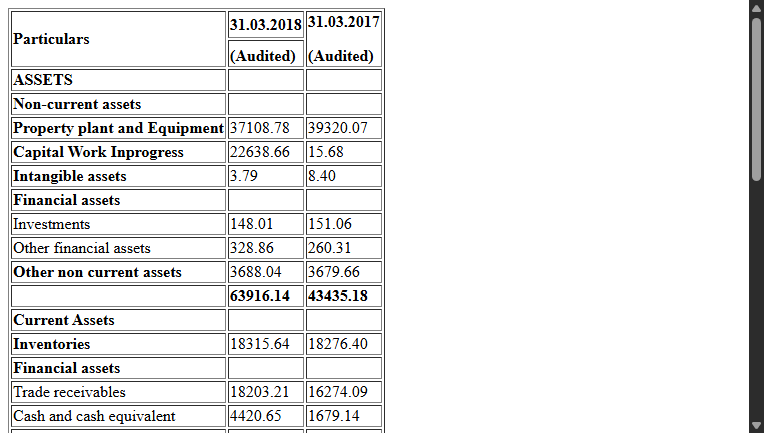 Particulars 31.03.2018 31.03.2017
(Audited) (Audited)
ASSETS
Non-current assets
Property plant and Equipment 37108.78 39320.07
Capital Work Inprogress 22638.66 15.68
Intangible assets 3.79 8.40
Financial assets
Investments 148.01 151.06
Other financial assets 328.86 260.31
Other non current assets 3688.04 3679.66
63916.14 43435.18
Current Assets
Inventories 18315.64 18276.40
Financial assets
Trade receivables 18203.21 16274.09
Cash and cash equivalent 4420.65 1679.14